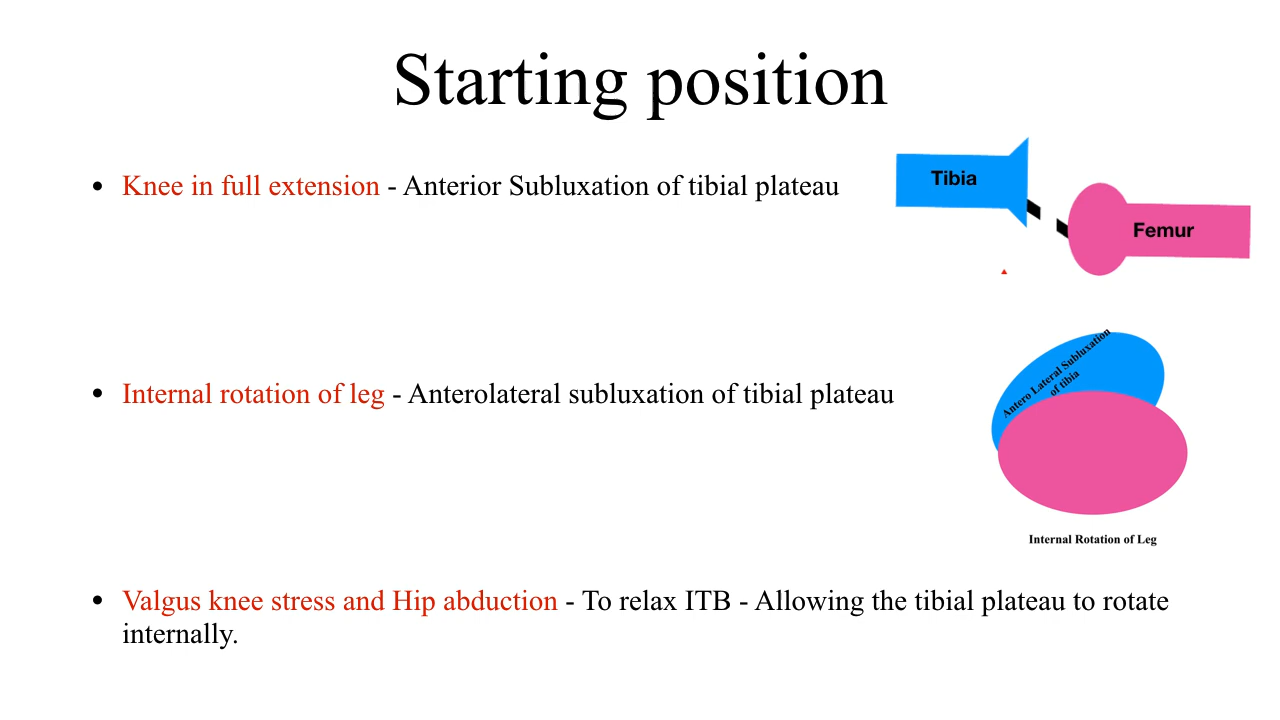 Starting position
• Knee in full extension - Anterior Subluxation of tibial plateau
Tibia
Femur
• Internal rotation of leg - Anterolateral subluxation of tibial plateau
Antero Lateral Subluxation
of tibia
Internal Rotation of Leg
• Valgus knee stress and Hip abduction - To relax ITB - Allowing the tibial plateau to rotate
internally.